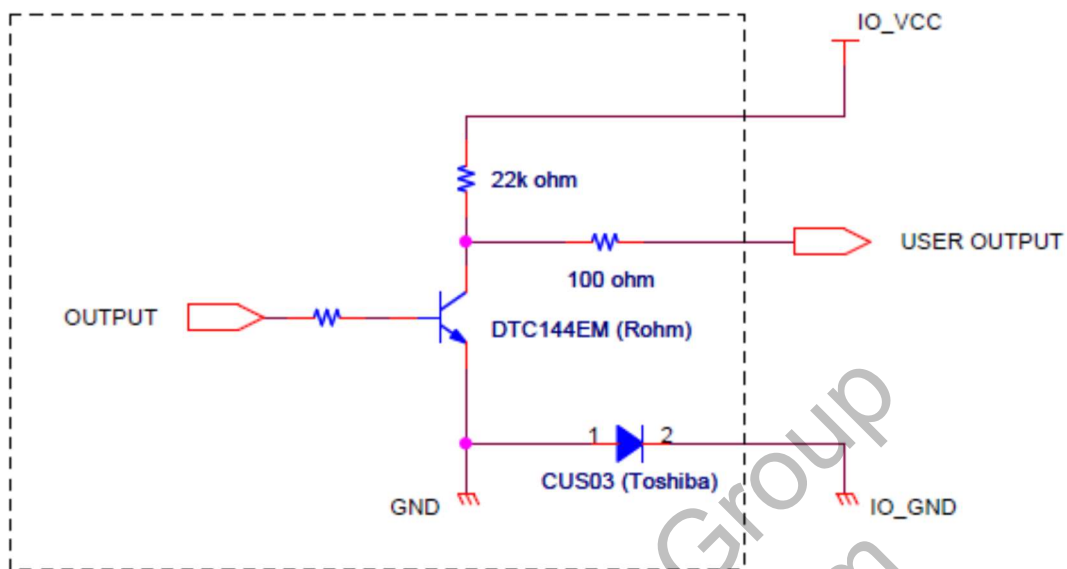 IO_VCC
22k ohm
USER OUTPUT
100 ohm
OUTPUT
DTC144EM (Rohm)
1 2
CUS03 (Toshiba)
GND
IO_GND
Group